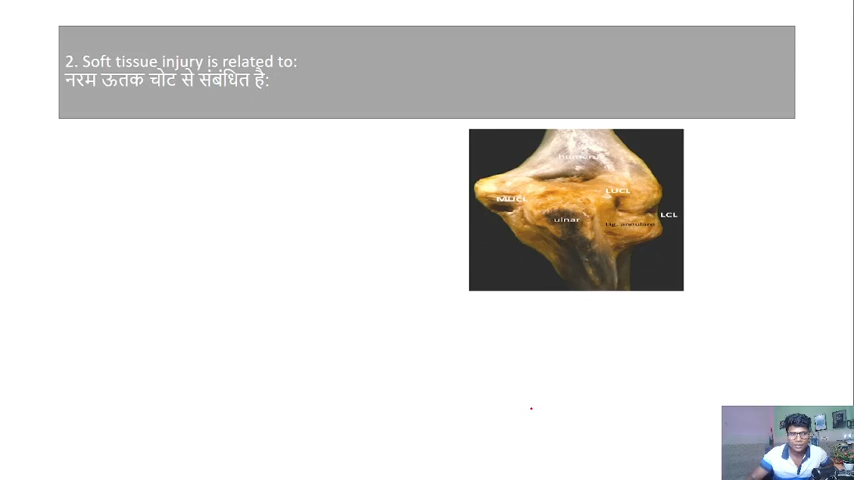 2. Soft tissue injury is related to:
नरम ऊतक चोट से संबंधित है:
humerus
LUCL
MUCL
LCL
ulnar
Lig. annulare